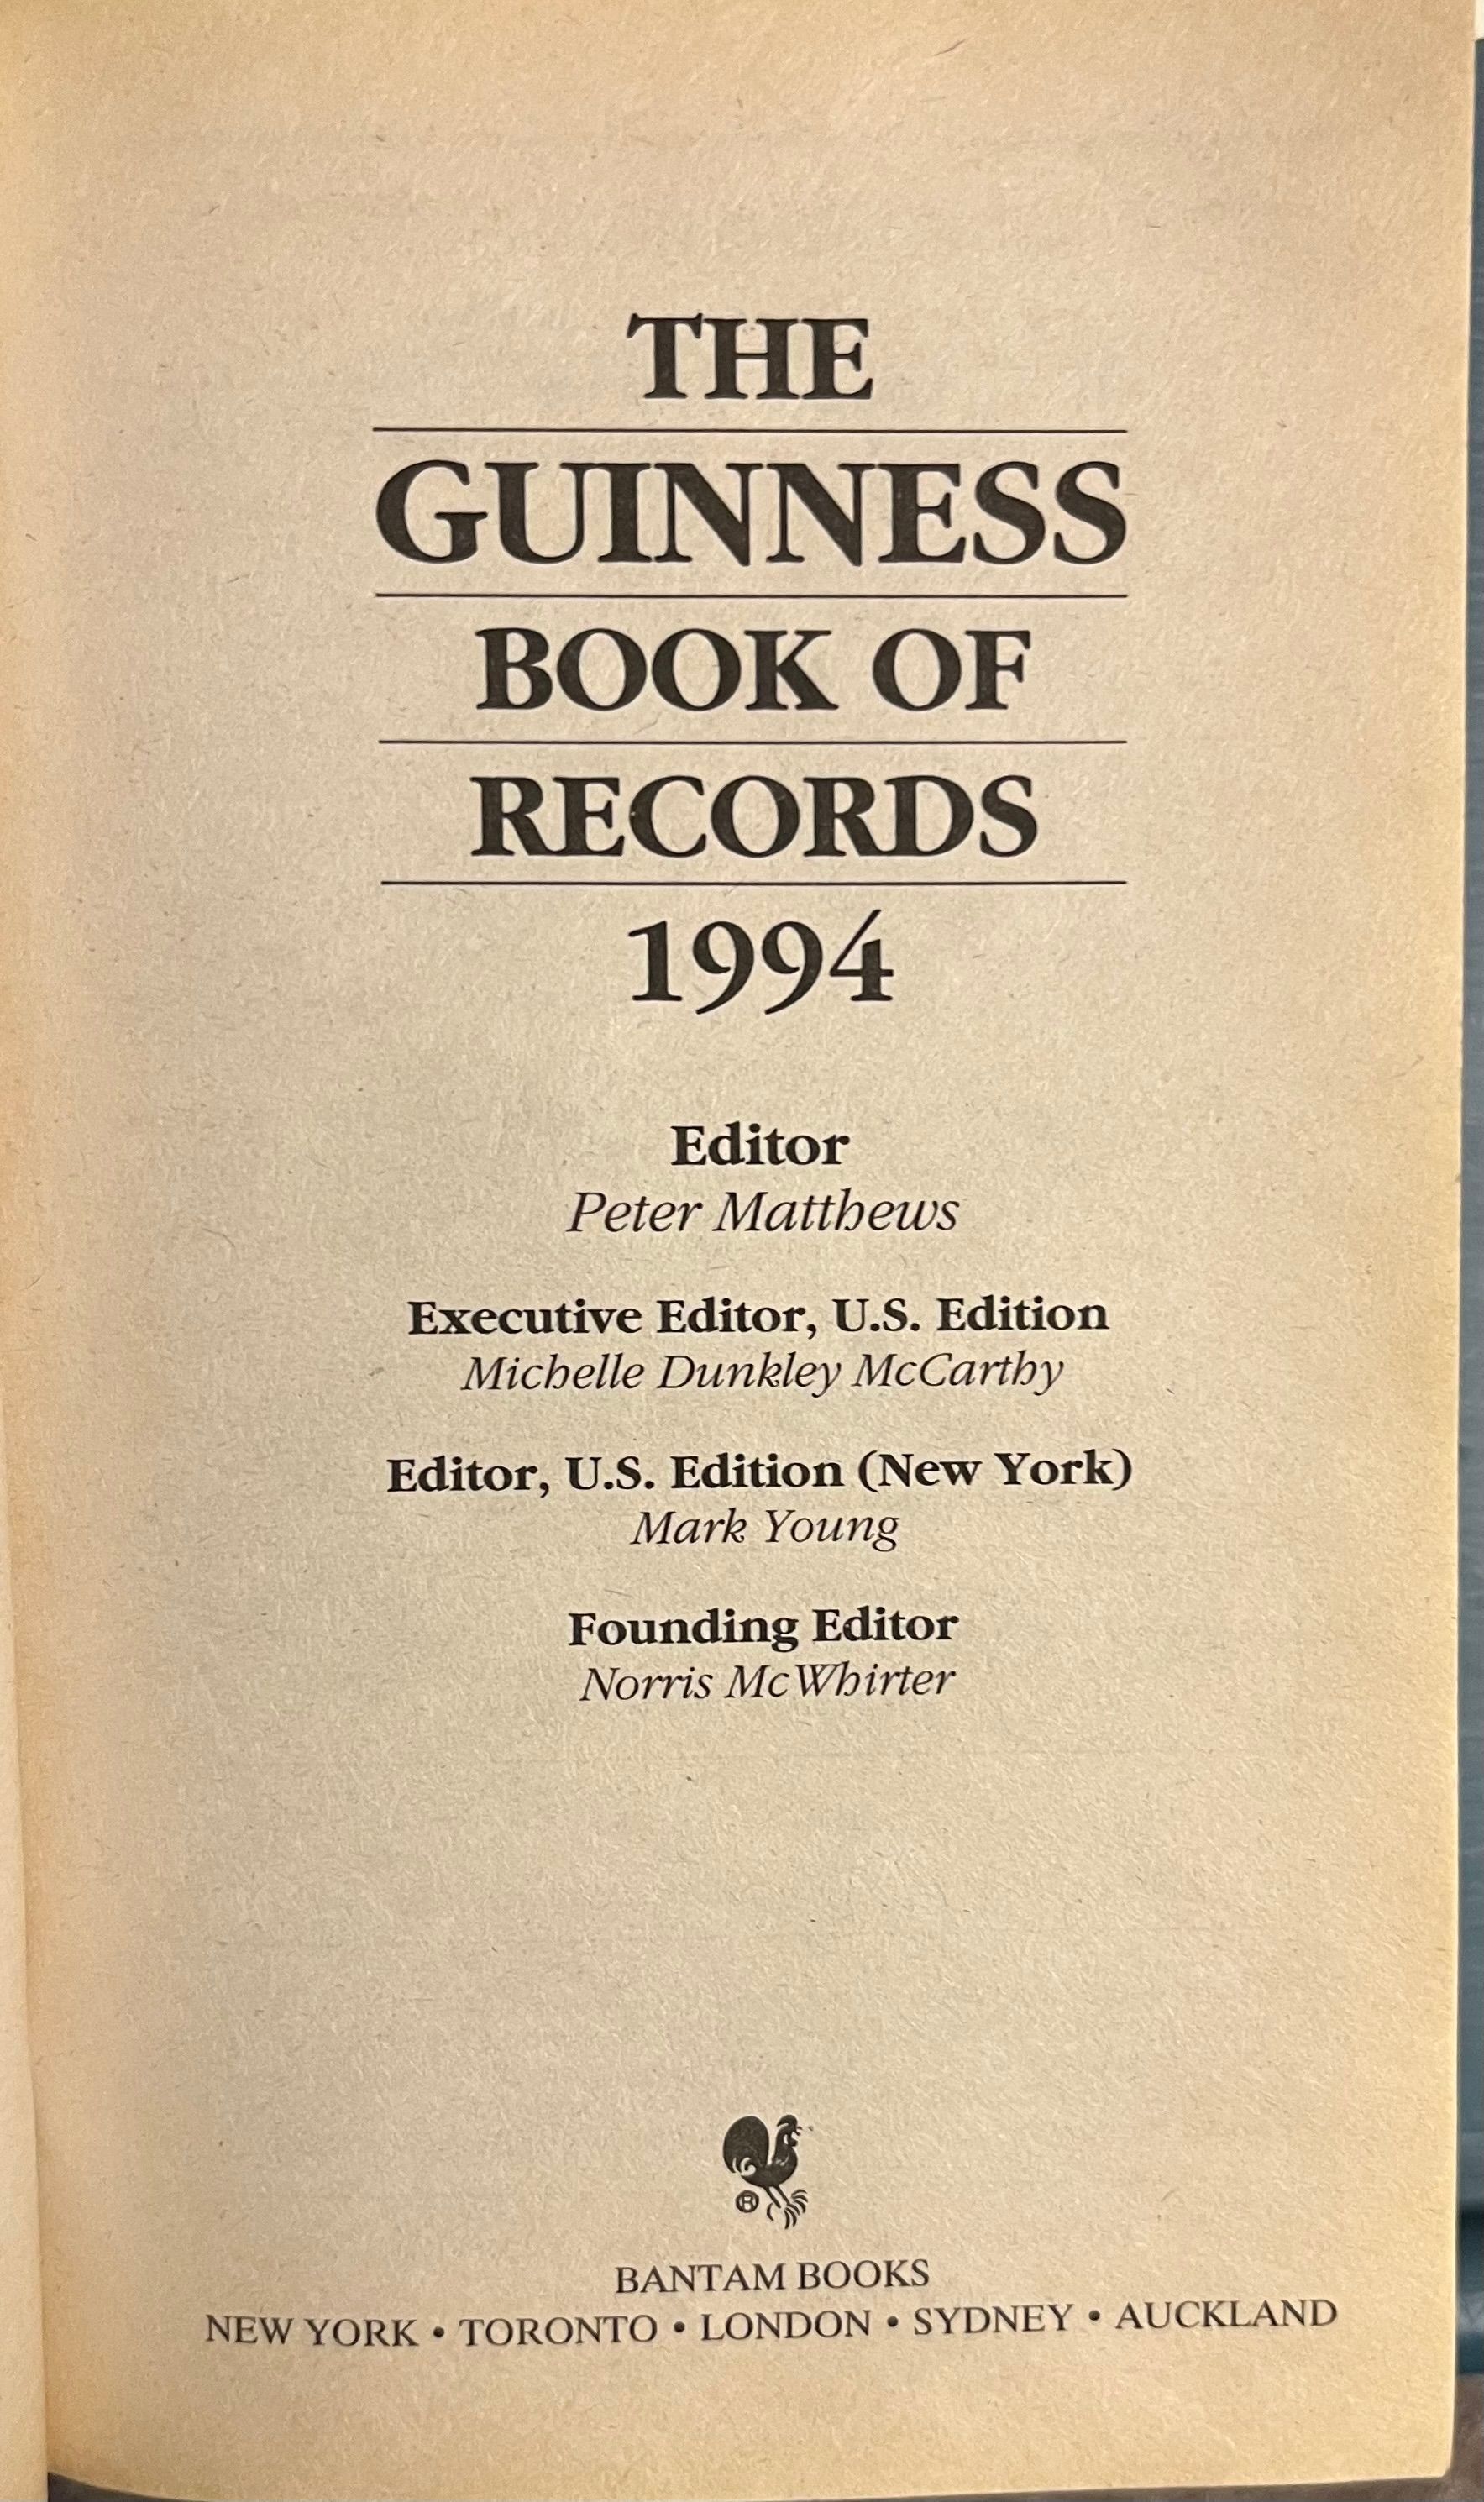 THE
GUINNESS
BOOK OF
RECORDS
1994
Editor
Peter Matthews
Executive Editor, U.S. Edition
Michelle Dunkley McCarthy
Editor, U.S. Edition (New York)
Mark Young
Founding Editor
Norris McWhirter
®
BANTAM BOOKS
NEW YORK • TORONTO • LONDON • SYDNEY • AUCKLAND